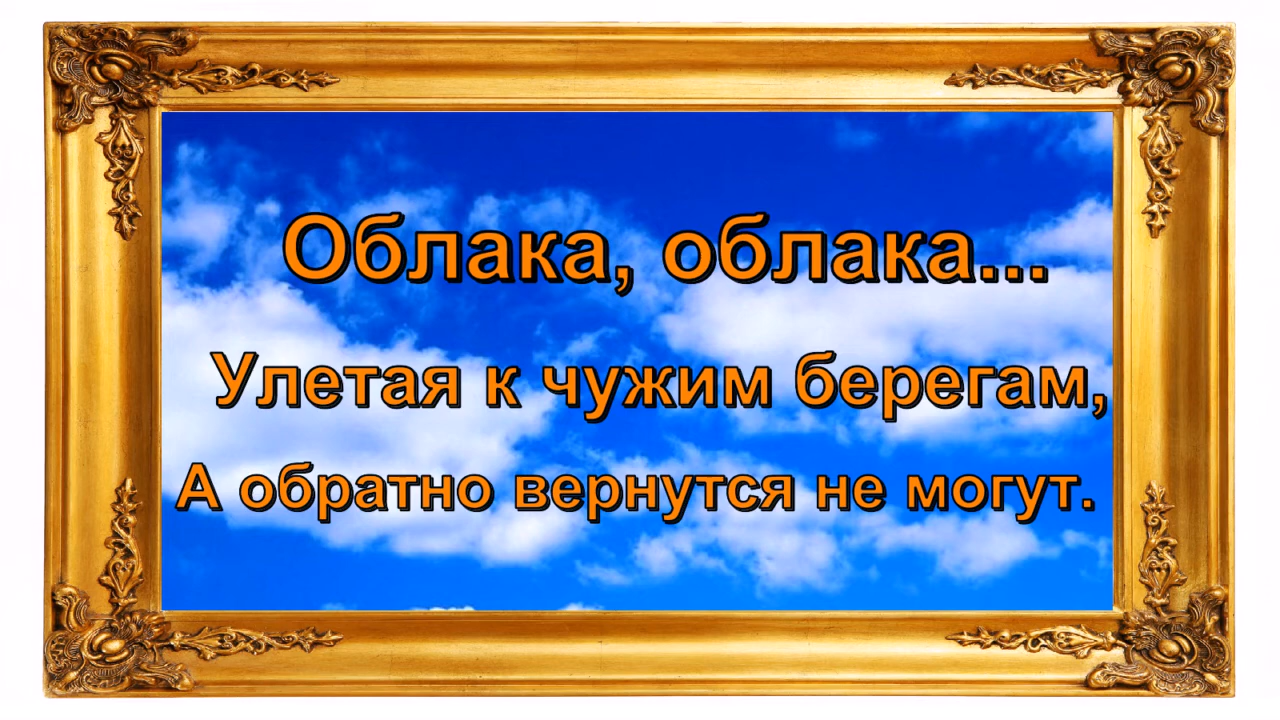 Облака, облака...
Улетая к чужим берегам,
А обратно вернутся не могут.